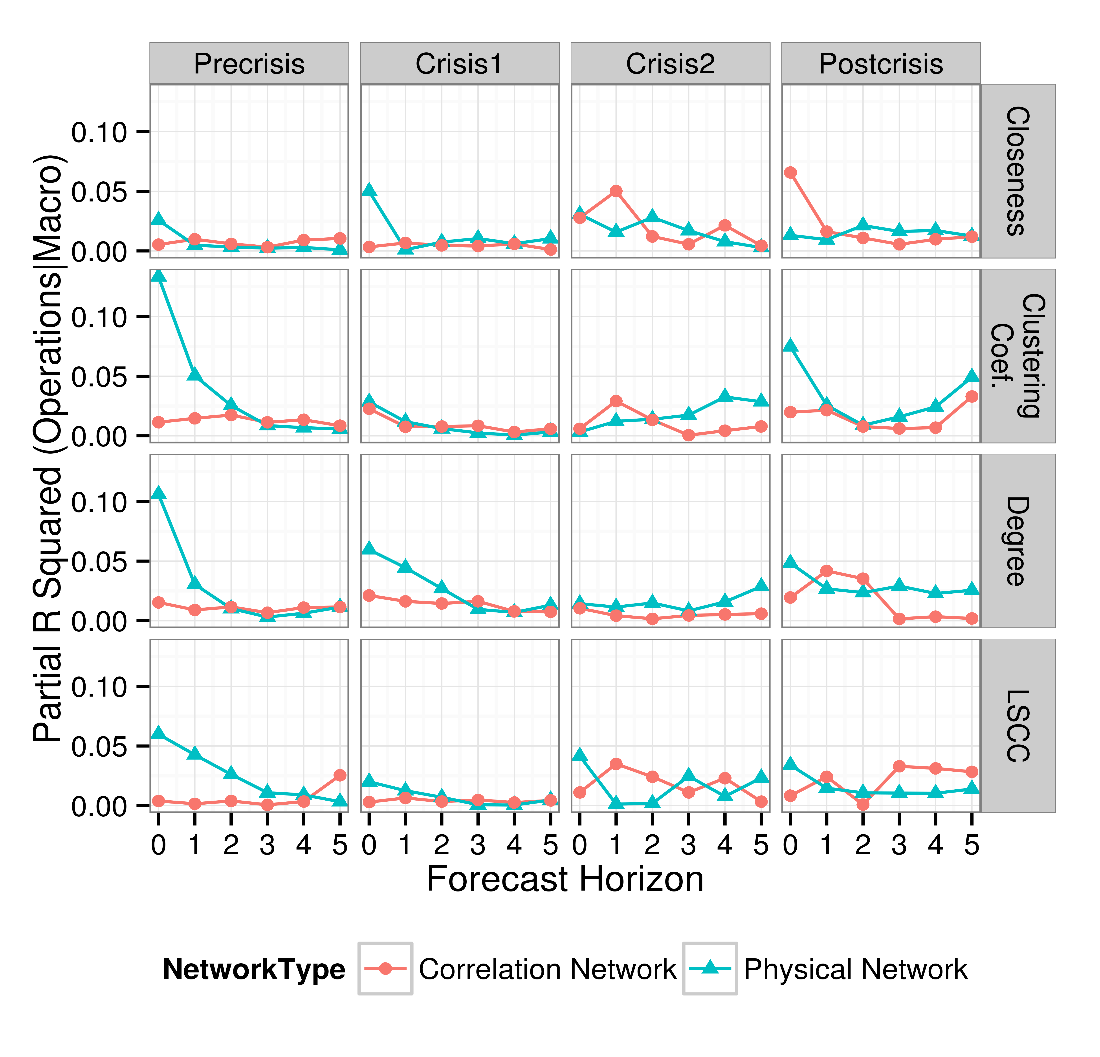 Precrisis Crisis1 Crisis2 Postcrisis
Partial R Squared (Operations|Macro)
0.10
0.05
0.00
Closeness
0.10
0.05
0.00
Clustering
Coef.
0.10
0.05
0.00
Degree
0.10
0.05
0.00
LSCC
0 1 2 3 4 5 0 1 2 3 4 5 0 1 2 3 4 5 0 1 2 3 4 5
Forecast Horizon
NetworkType Correlation Network Physical Network